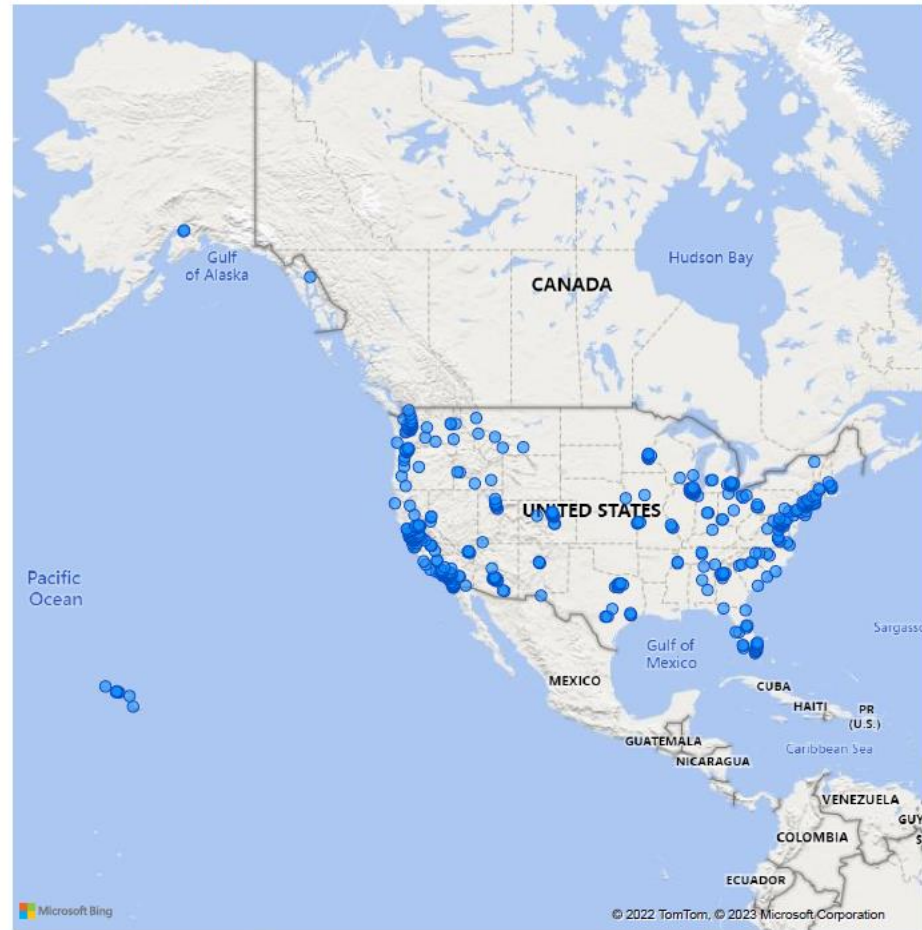 Gulf
of Alaska
Hudson Bay
CANADA
UNITED STATES
Pacific
Ocean
Sargasso
Gulf of
Mexico
MEXICO
CUBA
HAITI
PR
(U.S.)
GUATEMALA
Caribbean Sea
NICARAGUA
VENEZUELA
GUY
S
COLOMBIA
ECUADOR
Microsoft Bing
© 2022 TomTom, © 2023 Microsoft Corporation